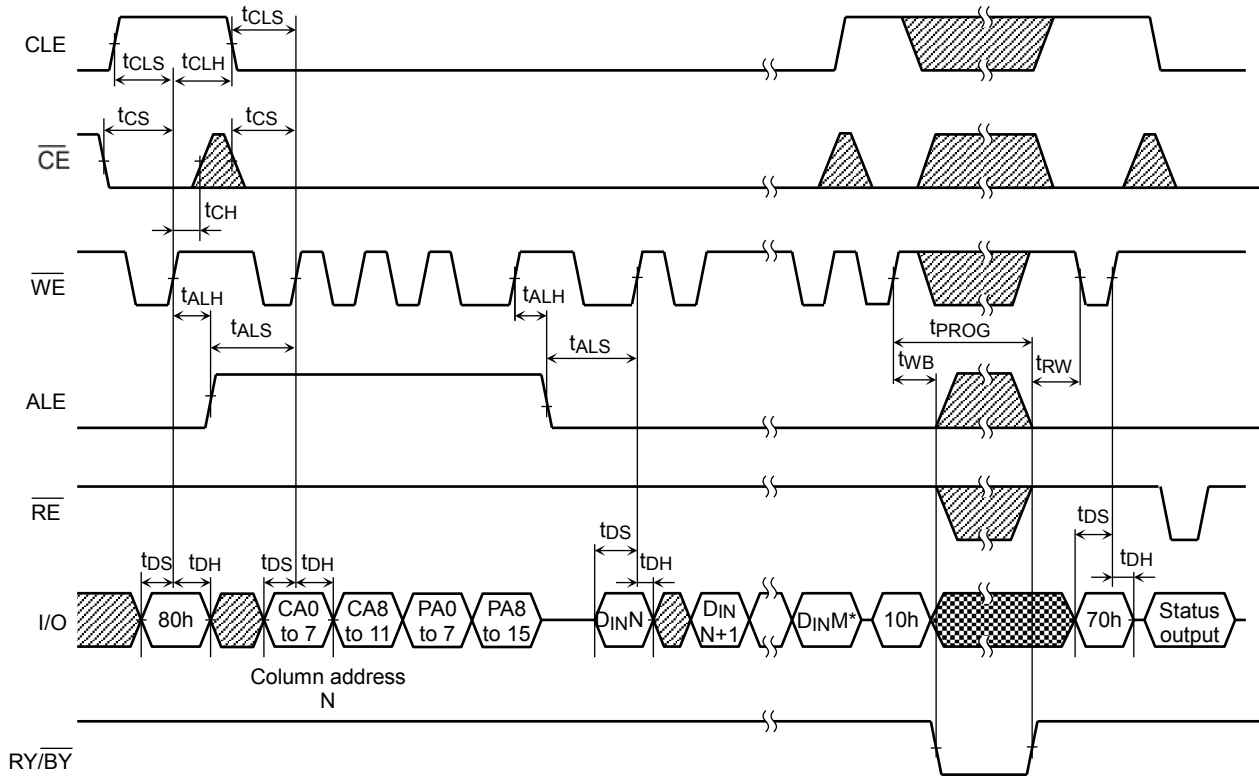 tCLS
CLE
tCLS tCLH
tCS tCS
CE
tCH
WE
tALH tALH
tALS tPROG
tALS
tWB tRW
ALE
RE
tDS tDS
tDS tDH tDS tDH tDH tDH
I/O
80h
CA0 to 7
CA8 to 11
PA0 to 7
PA8 to 15
DINN
DIN N+1
DINM*
10h
70h
Status output
Column address
N
RY/BY